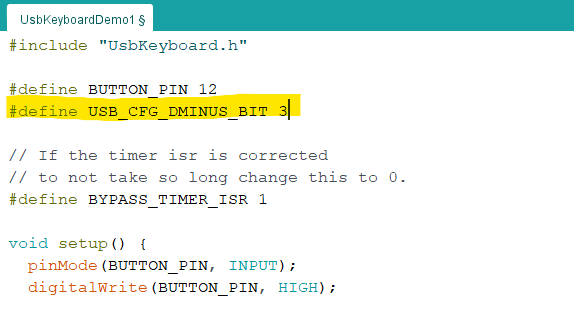 UsbKeyboardDemo1 §
#include "UsbKeyboard.h"
#define BUTTON_PIN 12
#define USB_CFG_DMINUS_BIT 3
// If the timer isr is corrected
// to not take so long change this to 0.
#define BYPASS_TIMER_ISR 1
void setup() {
  pinMode(BUTTON_PIN, INPUT);
  digitalWrite(BUTTON_PIN, HIGH);